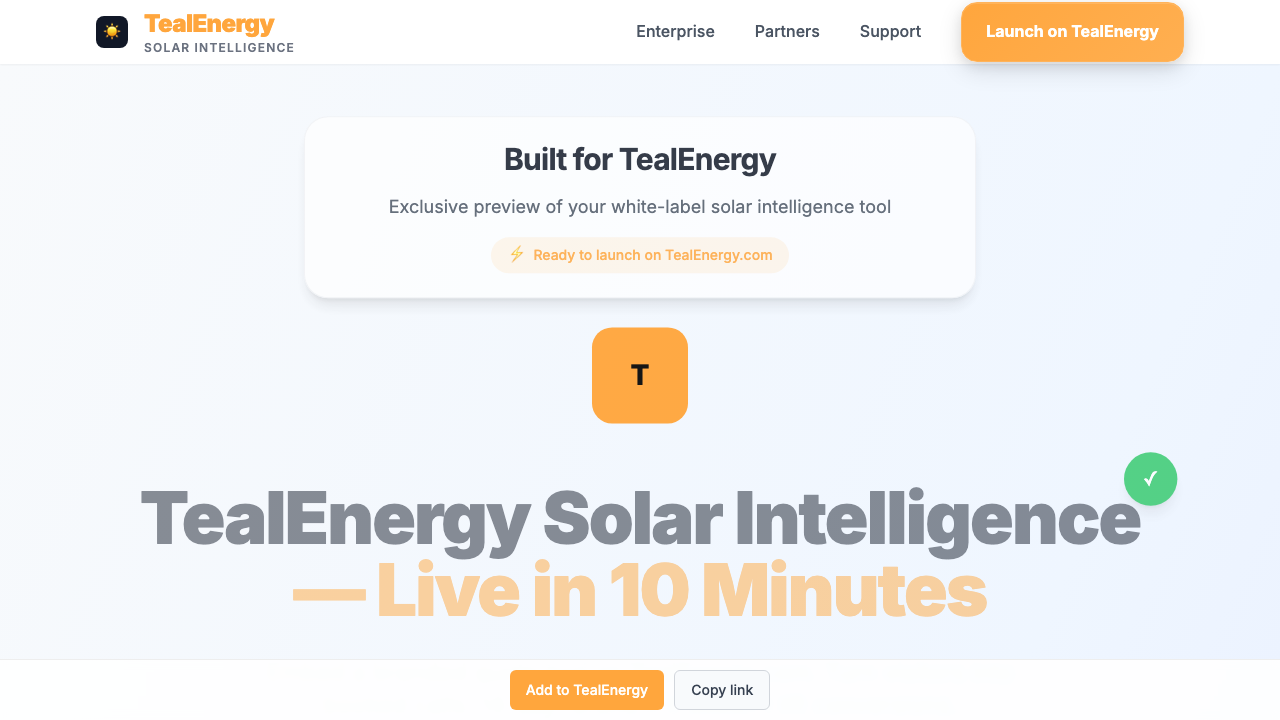 TealEnergy
SOLAR INTELLIGENCE
Enterprise
Partners
Support
Launch on TealEnergy
Built for TealEnergy
Exclusive preview of your white-label solar intelligence tool
Ready to launch on TealEnergy.com
T
TealEnergy Solar Intelligence
— Live in 10 Minutes
Add to TealEnergy
Copy link